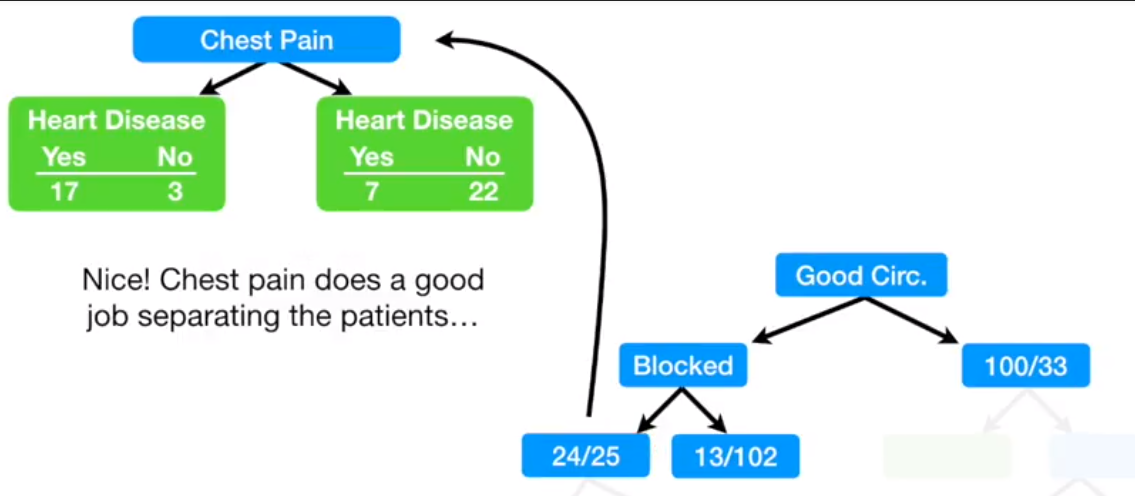 Chest Pain
Heart Disease
Yes No
17 3
Heart Disease
Yes No
7 22
Nice! Chest pain does a good
job separating the patients…
Good Circ.
Blocked
100/33
24/25
13/102